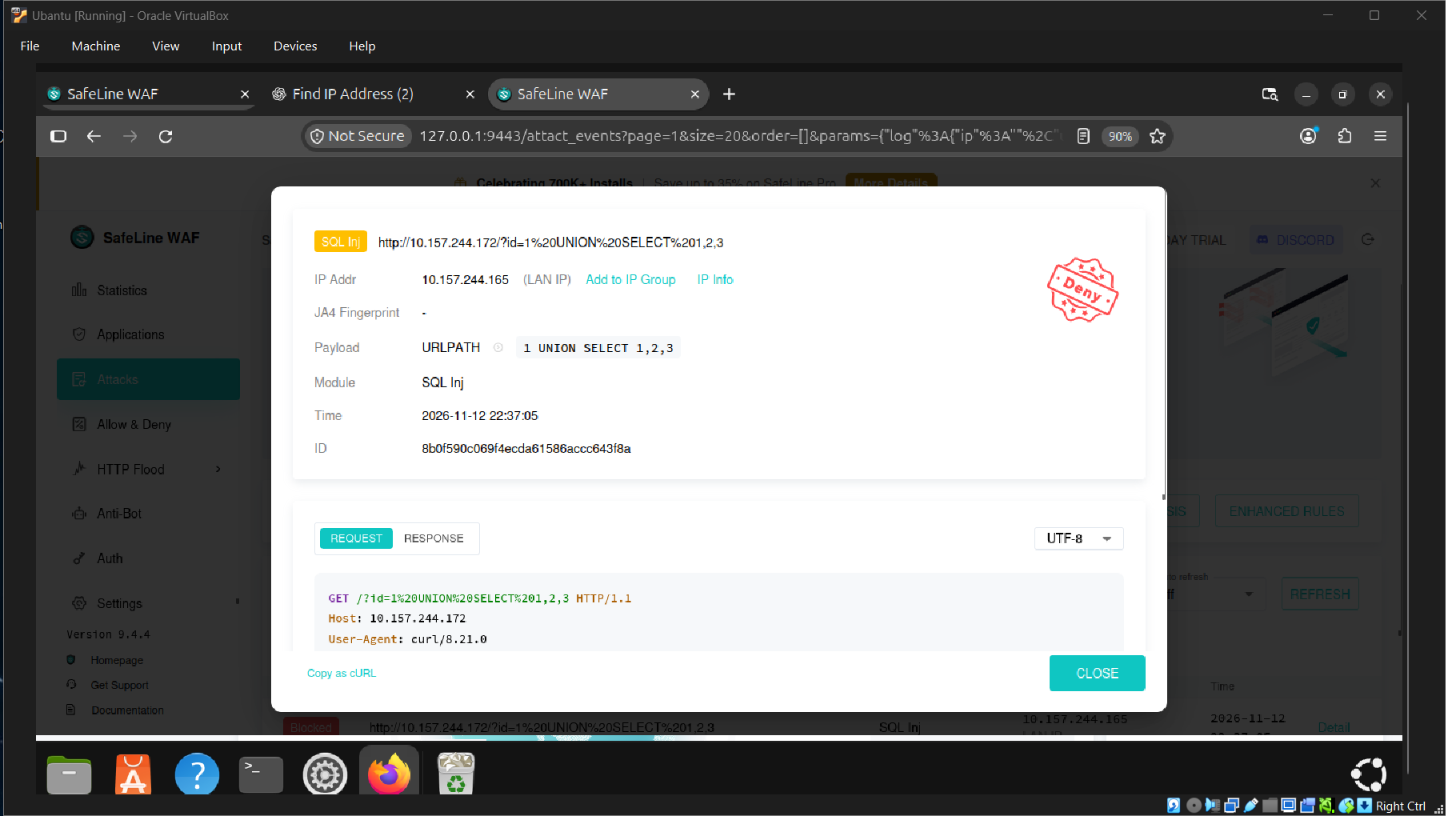 Ubantu [Running] - Oracle VirtualBox
File Machine View Input Devices Help
SafeLine WAF
Find IP Address (2)
SafeLine WAF
Not Secure 127.0.0.1:9443/attact_events?page=1&size=20&order=[]&params={"log"%3A{"ip"%3A""%2C"
90%
Celebrating 700K+ Installs Save up to 35% on SafeLine Pro More Details
SafeLine WAF
DAY TRIAL
DISCORD
Statistics
Applications
Attacks
Allow & Deny
HTTP Flood
Anti-Bot
Auth
Settings
Version 9.4.4
Homepage
Get Support
Documentation
SQL Inj http://10.157.244.172/?id=1%20UNION%20SELECT%201,2,3
IP Addr 10.157.244.165 (LAN IP) Add to IP Group IP Info
Deny
JA4 Fingerprint -
Payload URLPATH 1 UNION SELECT 1,2,3
Module SQL Inj
Time 2026-11-12 22:37:05
ID 8b0f590c069f4ecda61586accc643f8a
REQUEST RESPONSE
UTF-8
GET /?id=1%20UNION%20SELECT%201,2,3 HTTP/1.1
Host: 10.157.244.172
User-Agent: curl/8.21.0
Copy as cURL
CLOSE
ENHANCED RULES
refresh
REFRESH
Time
Blocked http://10.157.244.172/?id=1%20UNION%20SELECT%201,2,3 SQL Inj 10.157.244.165 2026-11-12 Detail
Right Ctrl